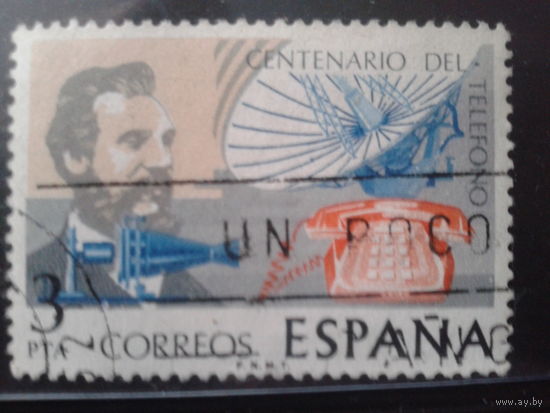 CENTENARIO DEL
TELEFONO
UN POCO
3
PTA
CORREOS ESPAÑA
F.N.M.T.
www.ay.by